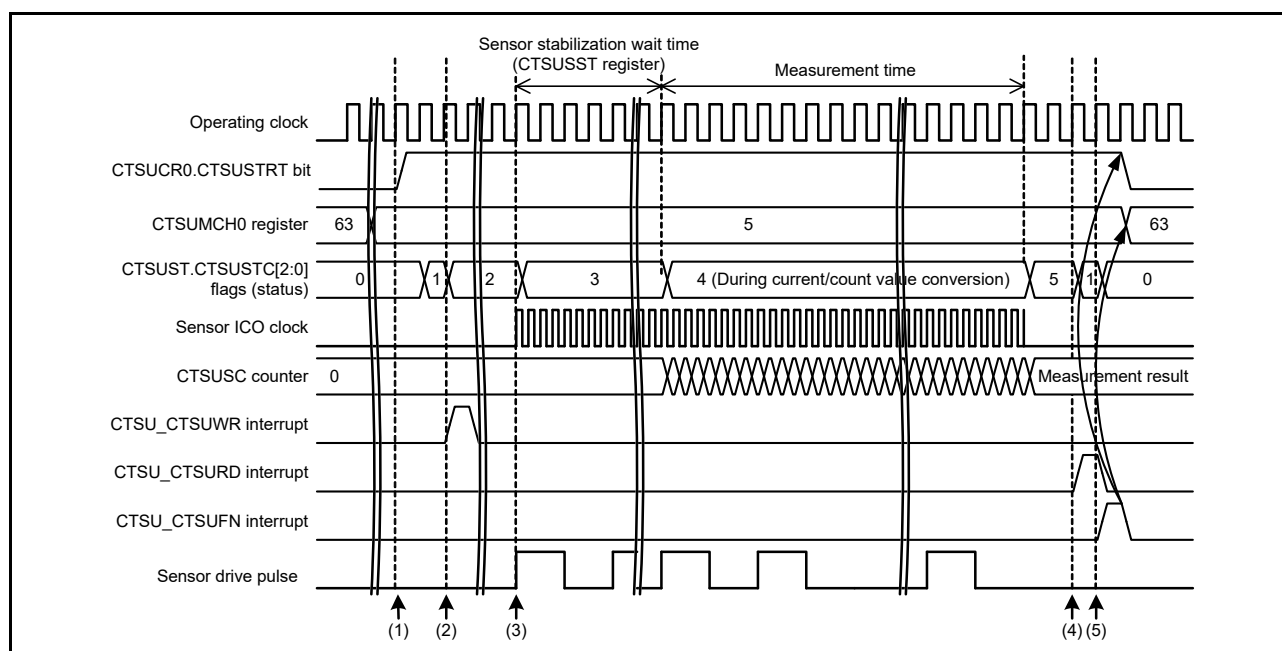 Sensor stabilization wait time
(CTSUSST register)
Measurement time
Operating clock
CTSUCR0.CTSUSTRT bit
CTSUMCH0 register
63
5
63
CTSUST.CTSUSTC[2:0]
flags (status)
0
1
2
3
4 (During current/count value conversion)
5
1
0
Sensor ICO clock
CTSUSC counter
0
Measurement result
CTSU_CTSUWR interrupt
CTSU_CTSURD interrupt
CTSU_CTSUFN interrupt
Sensor drive pulse
(1)
(2)
(3)
(4)
(5)